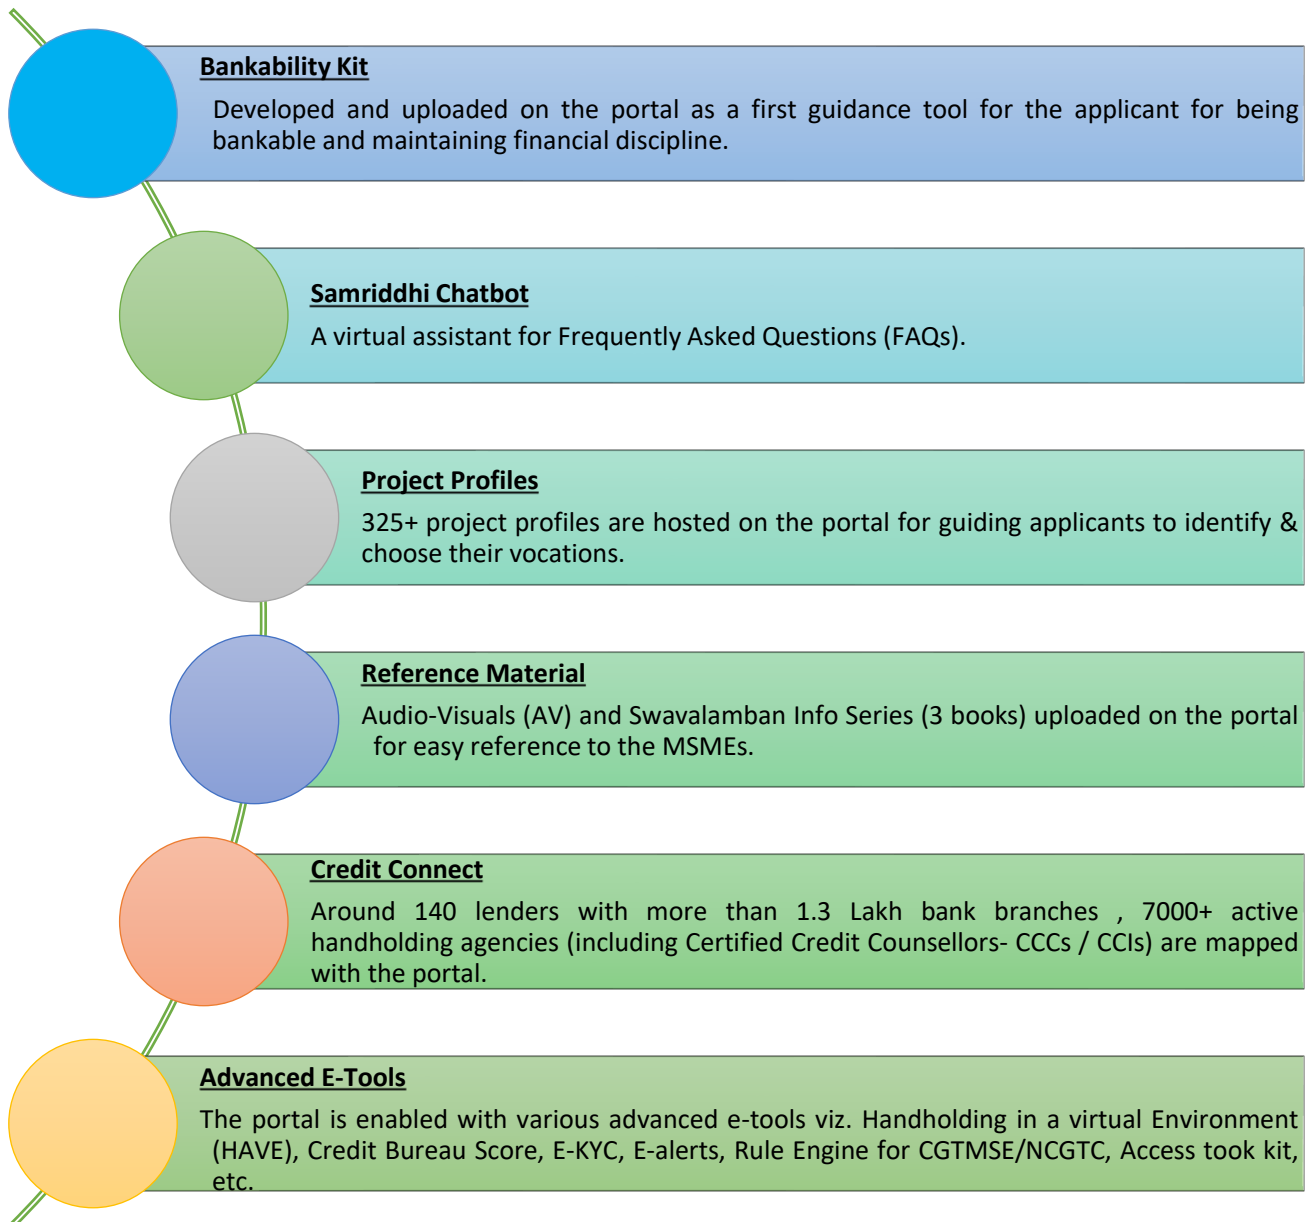 Bankability Kit
Developed and uploaded on the portal as a first guidance tool for the applicant for being
bankable and maintaining financial discipline.
Samriddhi Chatbot
A virtual assistant for Frequently Asked Questions (FAQs).
Project Profiles
325+ project profiles are hosted on the portal for guiding applicants to identify &
choose their vocations.
Reference Material
Audio-Visuals (AV) and Swavalamban Info Series (3 books) uploaded on the portal
for easy reference to the MSMEs.
Credit Connect
Around 140 lenders with more than 1.3 Lakh bank branches , 7000+ active
handholding agencies (including Certified Credit Counsellors- CCCs / CCIs) are mapped
with the portal.
Advanced E-Tools
The portal is enabled with various advanced e-tools viz. Handholding in a virtual Environment
(HAVE), Credit Bureau Score, E-KYC, E-alerts, Rule Engine for CGTMSE/NCGTC, Access took kit,
etc.